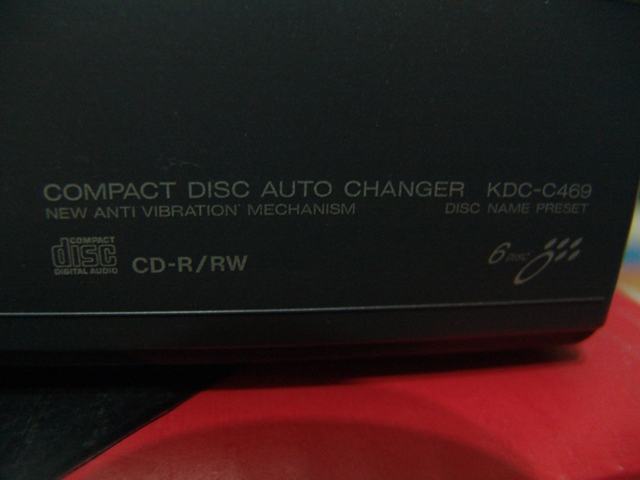 COMPACT DISC AUTO CHANGER KDC-C469
NEW ANTI VIBRATION MECHANISM DISC NAME PRESET
COMPACT
disc
DIGITAL AUDIO
CD-R/RW
6 DISC